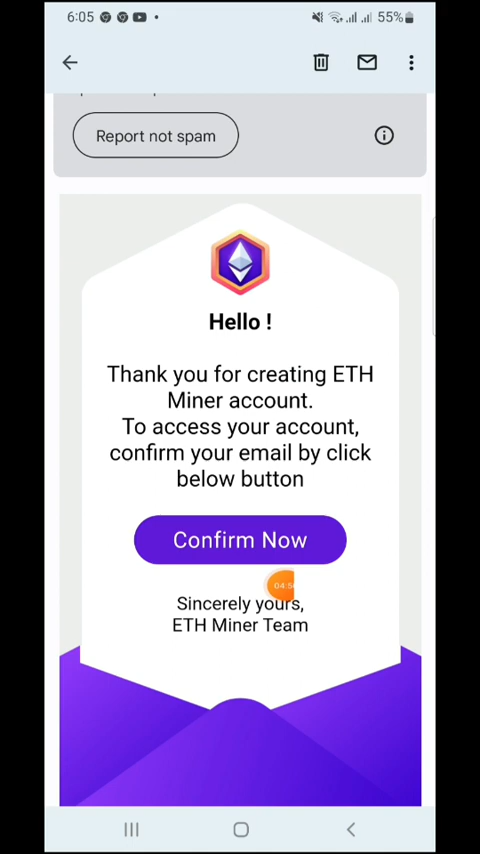 6:05
55%
Report not spam
Hello !
Thank you for creating ETH
Miner account.
To access your account,
confirm your email by click
below button
Confirm Now
Sincerely yours,
ETH Miner Team